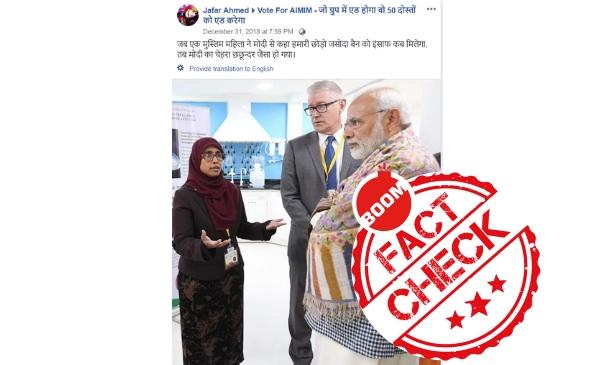 Jafar Ahmed ▸ Vote For AIMIM - जो ग्रुप में एड होगा वो 50 दोस्तों
को एड करेगा
December 31, 2018 at 7:59 PM
जब एक मुस्लिम महिला ने मोदी से कहा हमारी छोड़ो जसोदा बैन को इंसाफ कब मिलेगा,
तब मोदी का चेहरा छछुन्दर जैसा हो गया।
Provide translation to English
BOOM
FACT
CHECK